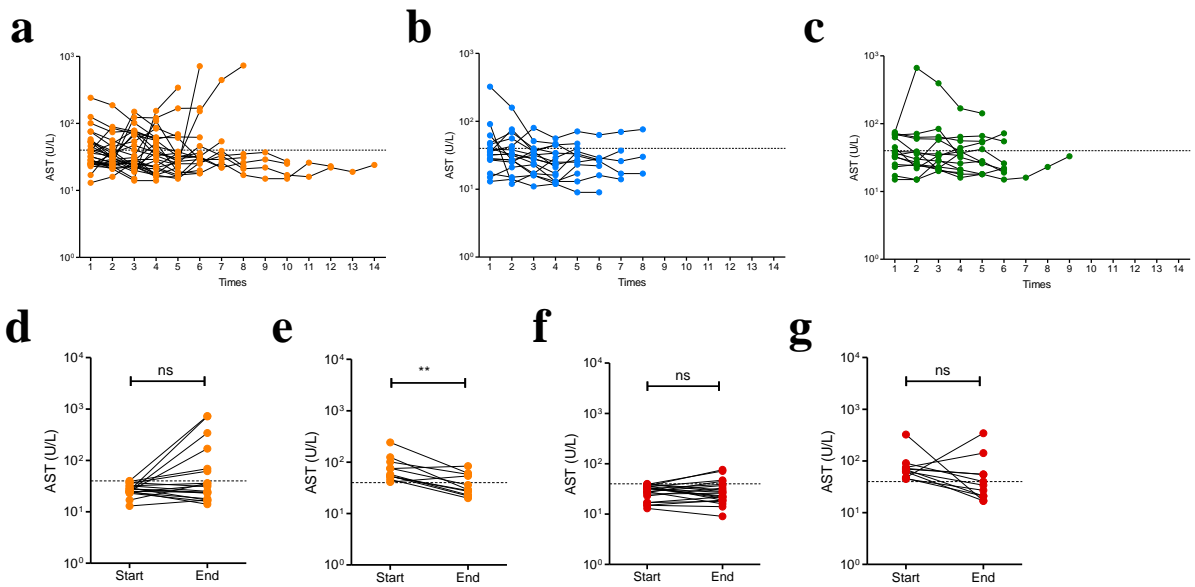 a
AST (U/L)
10³
10²
10¹
10⁰
1 2 3 4 5 6 7 8 9 10 11 12 13 14
Times
b
AST (U/L)
10³
10²
10¹
10⁰
1 2 3 4 5 6 7 8 9 10 11 12 13 14
Times
c
AST (U/L)
10³
10²
10¹
10⁰
1 2 3 4 5 6 7 8 9 10 11 12 13 14
Times
d
AST (U/L)
10⁴
10³
10²
10¹
10⁰
ns
Start End
e
AST (U/L)
10⁴
10³
10²
10¹
10⁰
**
Start End
f
AST (U/L)
10⁴
10³
10²
10¹
10⁰
ns
Start End
g
AST (U/L)
10⁴
10³
10²
10¹
10⁰
ns
Start End